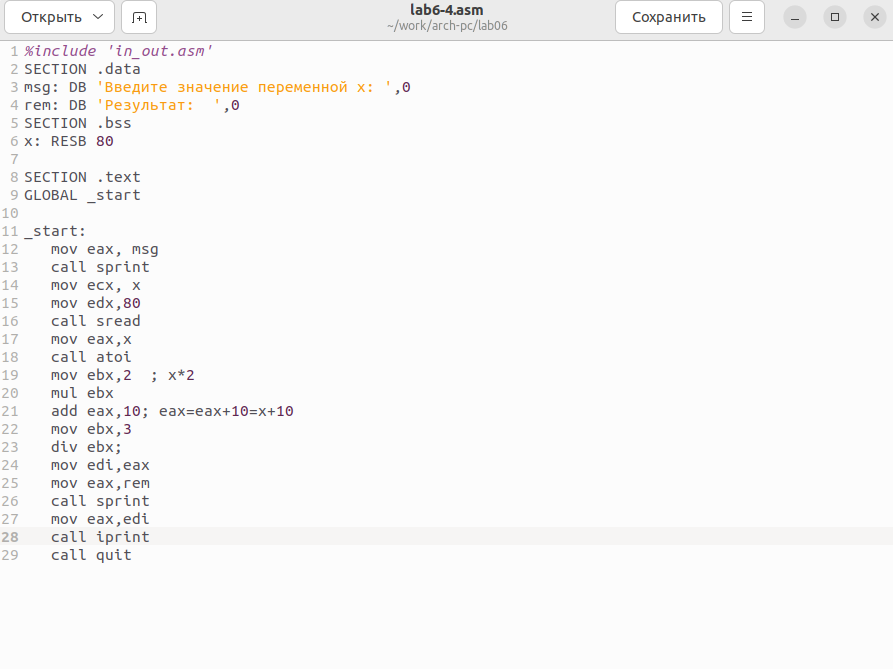 Открыть
lab6-4.asm
~/work/arch-pc/lab06
Сохранить
1 %include 'in_out.asm'
2 SECTION .data
3 msg: DB 'Введите значение переменной x: ',0
4 rem: DB 'Результат:  ',0
5 SECTION .bss
6 x: RESB 80
7
8 SECTION .text
9 GLOBAL _start
10
11 _start:
12    mov eax, msg
13    call sprint
14    mov ecx, x
15    mov edx,80
16    call sread
17    mov eax,x
18    call atoi
19    mov ebx,2  ; x*2
20    mul ebx
21    add eax,10; eax=eax+10=x+10
22    mov ebx,3
23    div ebx;
24    mov edi,eax
25    mov eax,rem
26    call sprint
27    mov eax,edi
28    call iprint
29    call quit